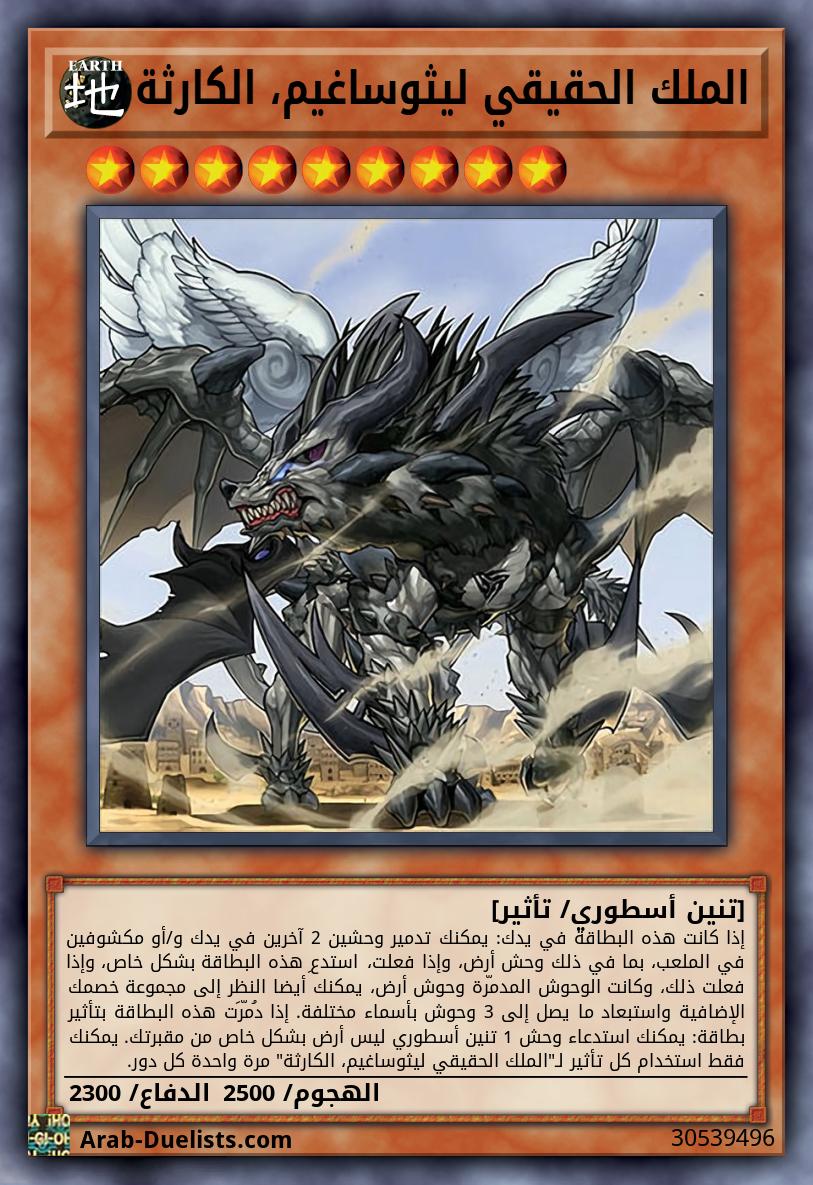 الملك الحقيقي ليثوساغيم، الكارثة
EARTH
地
[تنين أسطوري/ تأثير]
إذا كانت هذه البطاقة في يدك: يمكنك تدمير وحشين 2 آخرين في يدك و/أو مكشوفين
في الملعب، بما في ذلك وحش أرض، وإذا فعلت، استدعِ هذه البطاقة بشكل خاص، وإذا
فعلت ذلك، وكانت الوحوش المدمرّة وحوش أرض، يمكنك أيضا النظر إلى مجموعة خصمك
الإضافية واستبعاد ما يصل إلى 3 وحوش بأسماء مختلفة. إذا دُمّرَت هذه البطاقة بتأثير
بطاقة: يمكنك استدعاء وحش 1 تنين أسطوري ليس أرض بشكل خاص من مقبرتك. يمكنك
فقط استخدام كل تأثير لـ"الملك الحقيقي ليثوساغيم، الكارثة" مرة واحدة كل دور.
الهجوم/ 2500 الدفاع/ 2300
Arab-Duelists.com
30539496